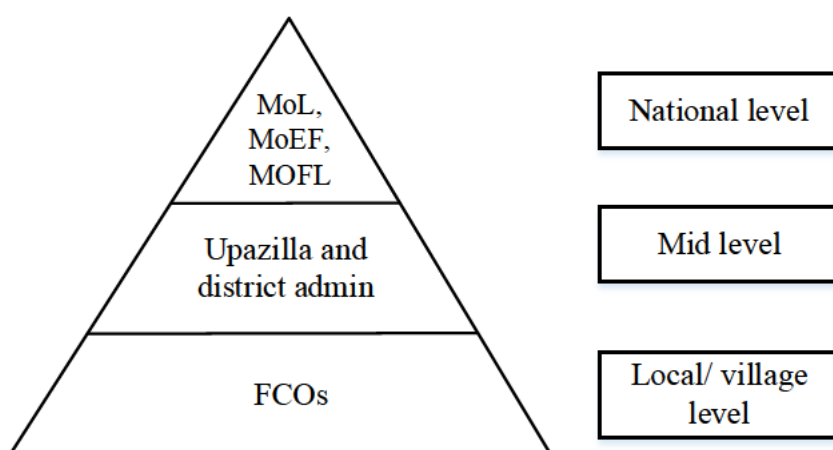 MoL,
MoEF,
MOFL
National level
Upazilla and
district admin
Mid level
FCOs
Local/ village
level